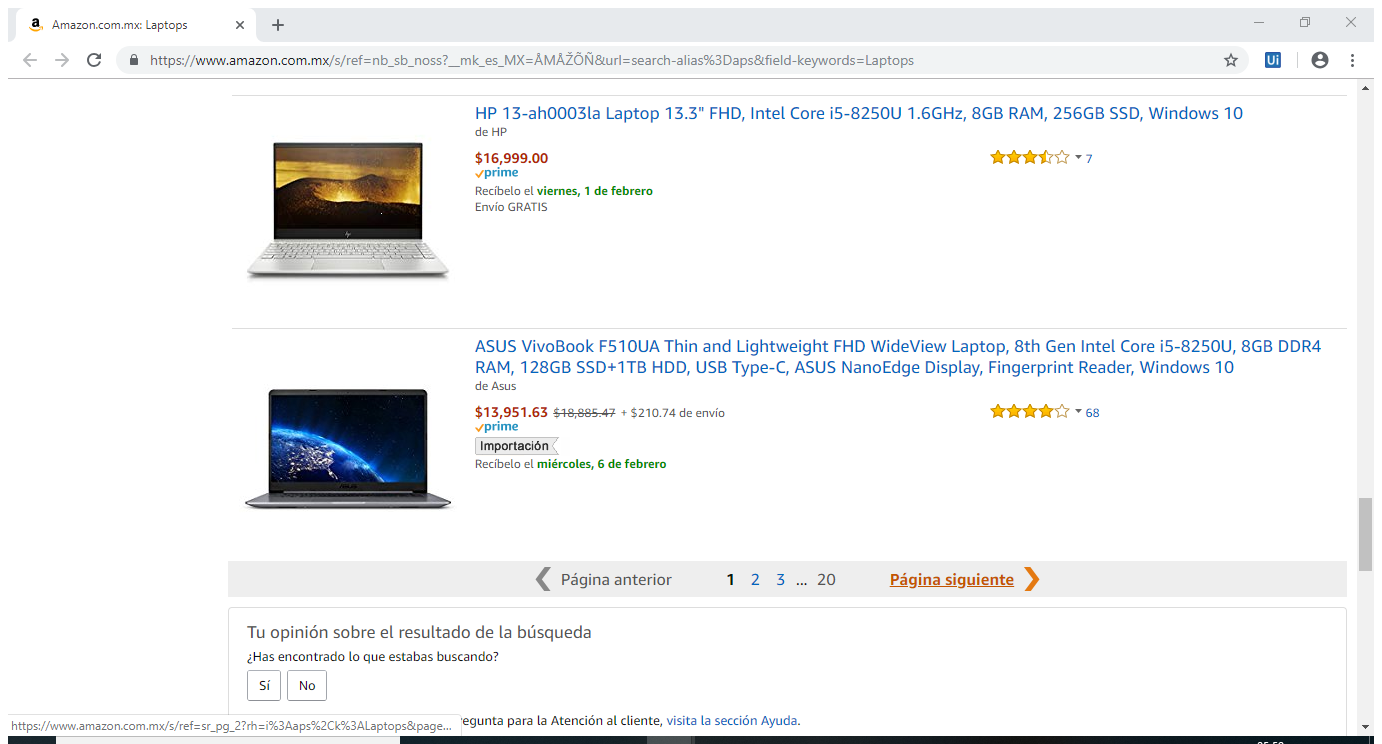 Amazon.com.mx: Laptops
https://www.amazon.com.mx/s/ref=nb_sb_noss?__mk_es_MX=ÅMÅŽÕÑ&url=search-alias%3Daps&field-keywords=Laptops
Ui
HP 13-ah0003la Laptop 13.3" FHD, Intel Core i5-8250U 1.6GHz, 8GB RAM, 256GB SSD, Windows 10
de HP
$16,999.00
7
prime
Recíbelo el viernes, 1 de febrero
Envío GRATIS
ASUS VivoBook F510UA Thin and Lightweight FHD WideView Laptop, 8th Gen Intel Core i5-8250U, 8GB DDR4
RAM, 128GB SSD+1TB HDD, USB Type-C, ASUS NanoEdge Display, Fingerprint Reader, Windows 10
de Asus
$13,951.63 $18,885.47 + $210.74 de envío
68
prime
Importación
Recíbelo el miércoles, 6 de febrero
Página anterior 1 2 3 ... 20 Página siguiente
Tu opinión sobre el resultado de la búsqueda
¿Has encontrado lo que estabas buscando?
Sí No
egunta para la Atención al cliente, visita la sección Ayuda.
https://www.amazon.com.mx/s/ref=sr_pg_2?rh=i%3Aaps%2Ck%3ALaptops&page...